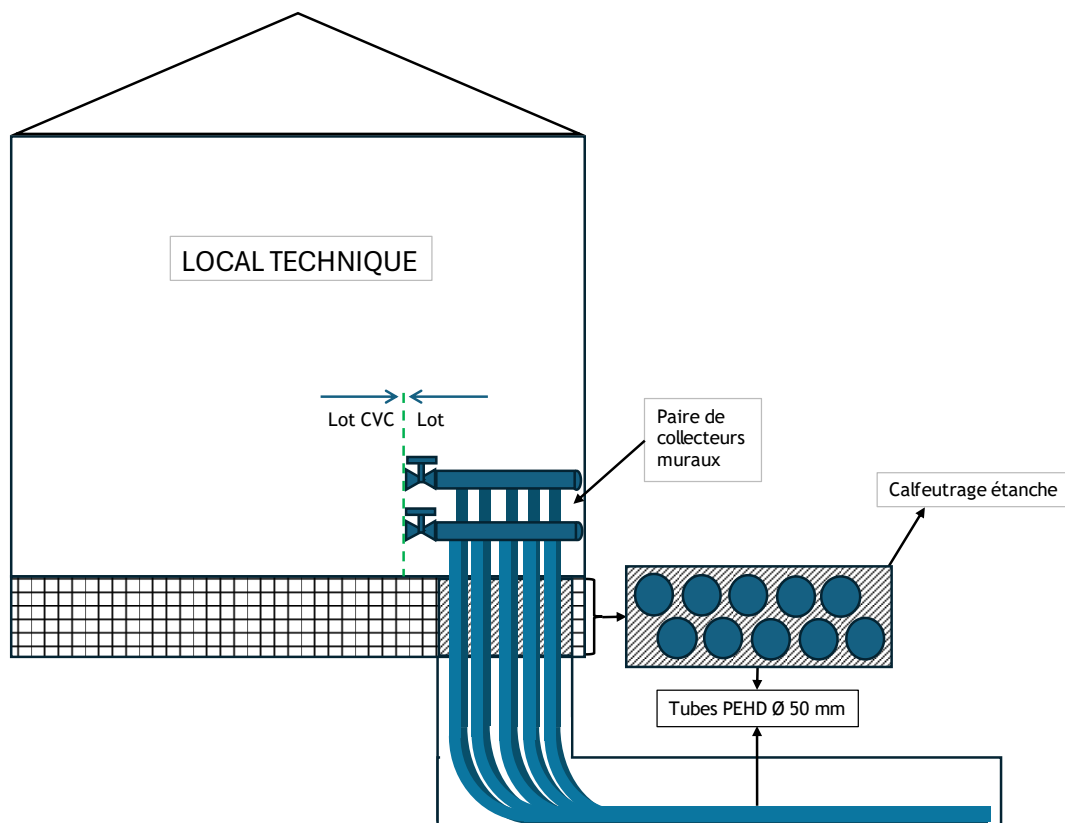 LOCAL TECHNIQUE
Lot CVC
Lot
Paire de
collecteurs
muraux
Calfeutrage étanche
Tubes PEHD Ø 50 mm